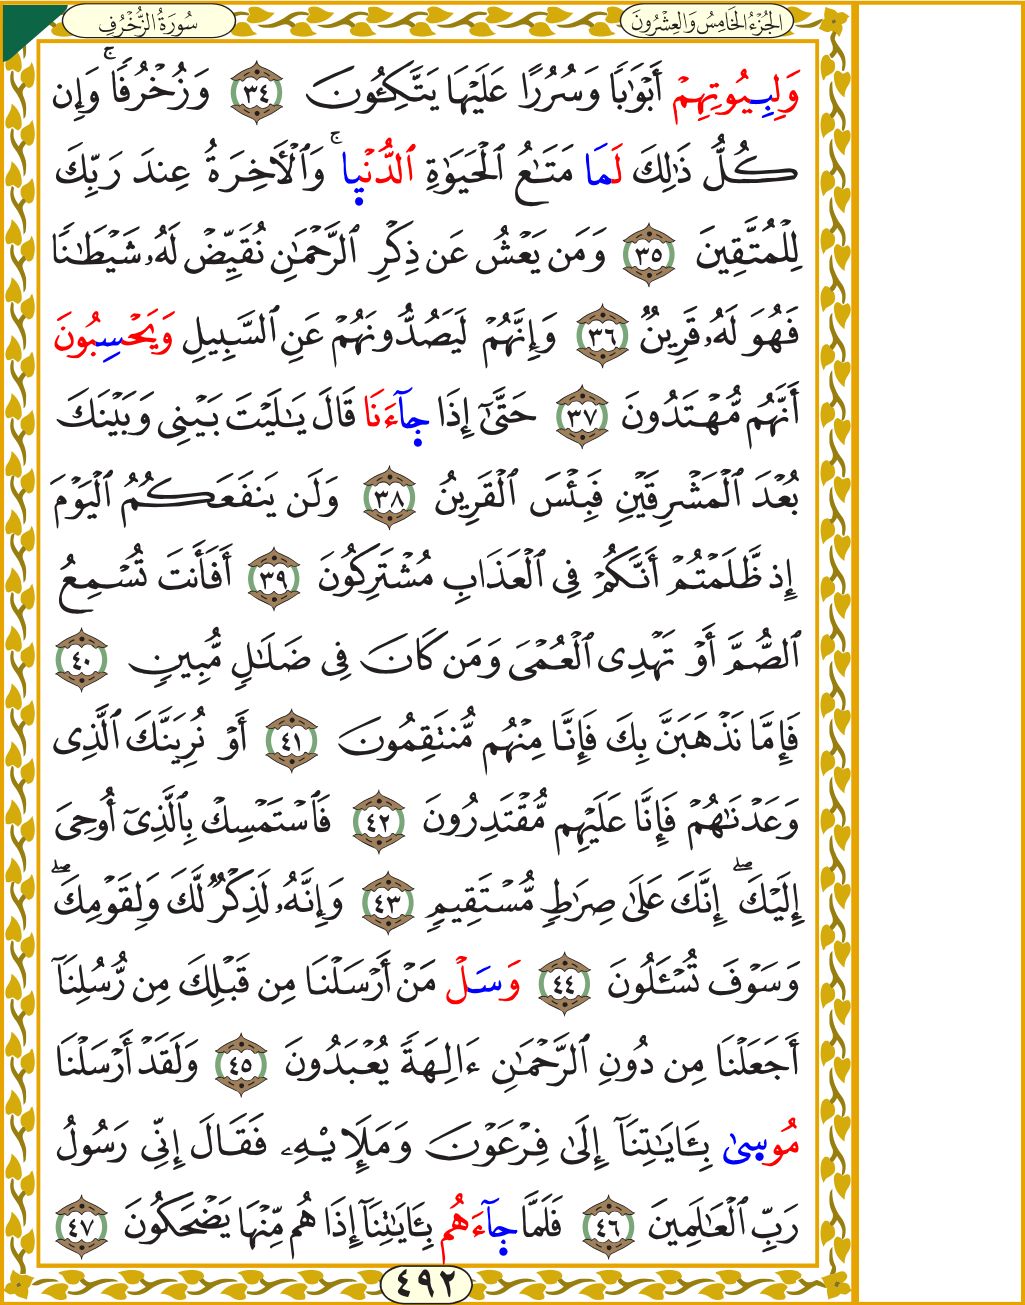 سُورَةُ الزُّخْرُفِ
الجُزْءُ الخَامِسُ وَالعِشْرُونَ
وَلِبِيُوتِهِمْ أَبْوَٰبًا وَسُرُرًا عَلَيْهَا يَتَّكِـُٔونَ ٣٤ وَزُخْرُفًا ۚ وَإِن
كُلُّ ذَٰلِكَ لَمَا مَتَـٰعُ ٱلْحَيَوٰةِ ٱلدُّنْيِا ۚ وَٱلْأَخِرَةُ عِندَ رَبِّكَ
لِلْمُتَّقِينَ ٣٥ وَمَن يَعْشُ عَن ذِكْرِ ٱلرَّحْمَـٰنِ نُقَيِّضْ لَهُۥ شَيْطَـٰنًا
فَهُوَ لَهُۥ قَرِينٌ ٣٦ وَإِنَّهُمْ لَيَصُدُّونَهُمْ عَنِ ٱلسَّبِيلِ وَيَحْسِبُونَ
أَنَّهُم مُّهْتَدُونَ ٣٧ حَتَّىٰٓ إِذَا جِآءَنَا قَالَ يَـٰلَيْتَ بَيْنِى وَبَيْنَكَ
بُعْدَ ٱلْمَشْرِقَيْنِ فَبِئْسَ ٱلْقَرِينُ ٣٨ وَلَن يَنفَعَكُمُ ٱلْيَوْمَ
إِذ ظَّلَمْتُمْ أَنَّكُمْ فِى ٱلْعَذَابِ مُشْتَرِكُونَ ٣٩ أَفَأَنتَ تُسْمِعُ
ٱلصُّمَّ أَوْ تَهْدِى ٱلْعُمْىَ وَمَن كَانَ فِى ضَلَـٰلٍ مُّبِينٍ ٤٠
فَإِمَّا نَذْهَبَنَّ بِكَ فَإِنَّا مِنْهُم مُّنتَقِمُونَ ٤١ أَوْ نُرِيَنَّكَ ٱلَّذِى
وَعَدْنَـٰهُمْ فَإِنَّا عَلَيْهِم مُّقْتَدِرُونَ ٤٢ فَٱسْتَمْسِكْ بِٱلَّذِىٓ أُوحِىَ
إِلَيْكَ ۖ إِنَّكَ عَلَىٰ صِرَٰطٍ مُّسْتَقِيمٍ ٤٣ وَإِنَّهُۥ لَذِكْرٌ لَّكَ وَلِقَوْمِكَ ۖ
وَسَوْفَ تُسْـَٔلُونَ ٤٤ وَسَلْ مَنْ أَرْسَلْنَا مِن قَبْلِكَ مِن رُّسُلِنَآ
أَجَعَلْنَا مِن دُونِ ٱلرَّحْمَـٰنِ ءَالِهَةً يُعْبَدُونَ ٤٥ وَلَقَدْ أَرْسَلْنَا
مُوسِىٰ بِـَٔايَـٰتِنَآ إِلَىٰ فِرْعَوْنَ وَمَلَإِي۟هِۦ فَقَالَ إِنِّى رَسُولُ
رَبِّ ٱلْعَـٰلَمِينَ ٤٦ فَلَمَّا جِآءَهُم بِـَٔايَـٰتِنَآ إِذَا هُم مِّنْهَا يَضْحَكُونَ ٤٧
٤٩٢